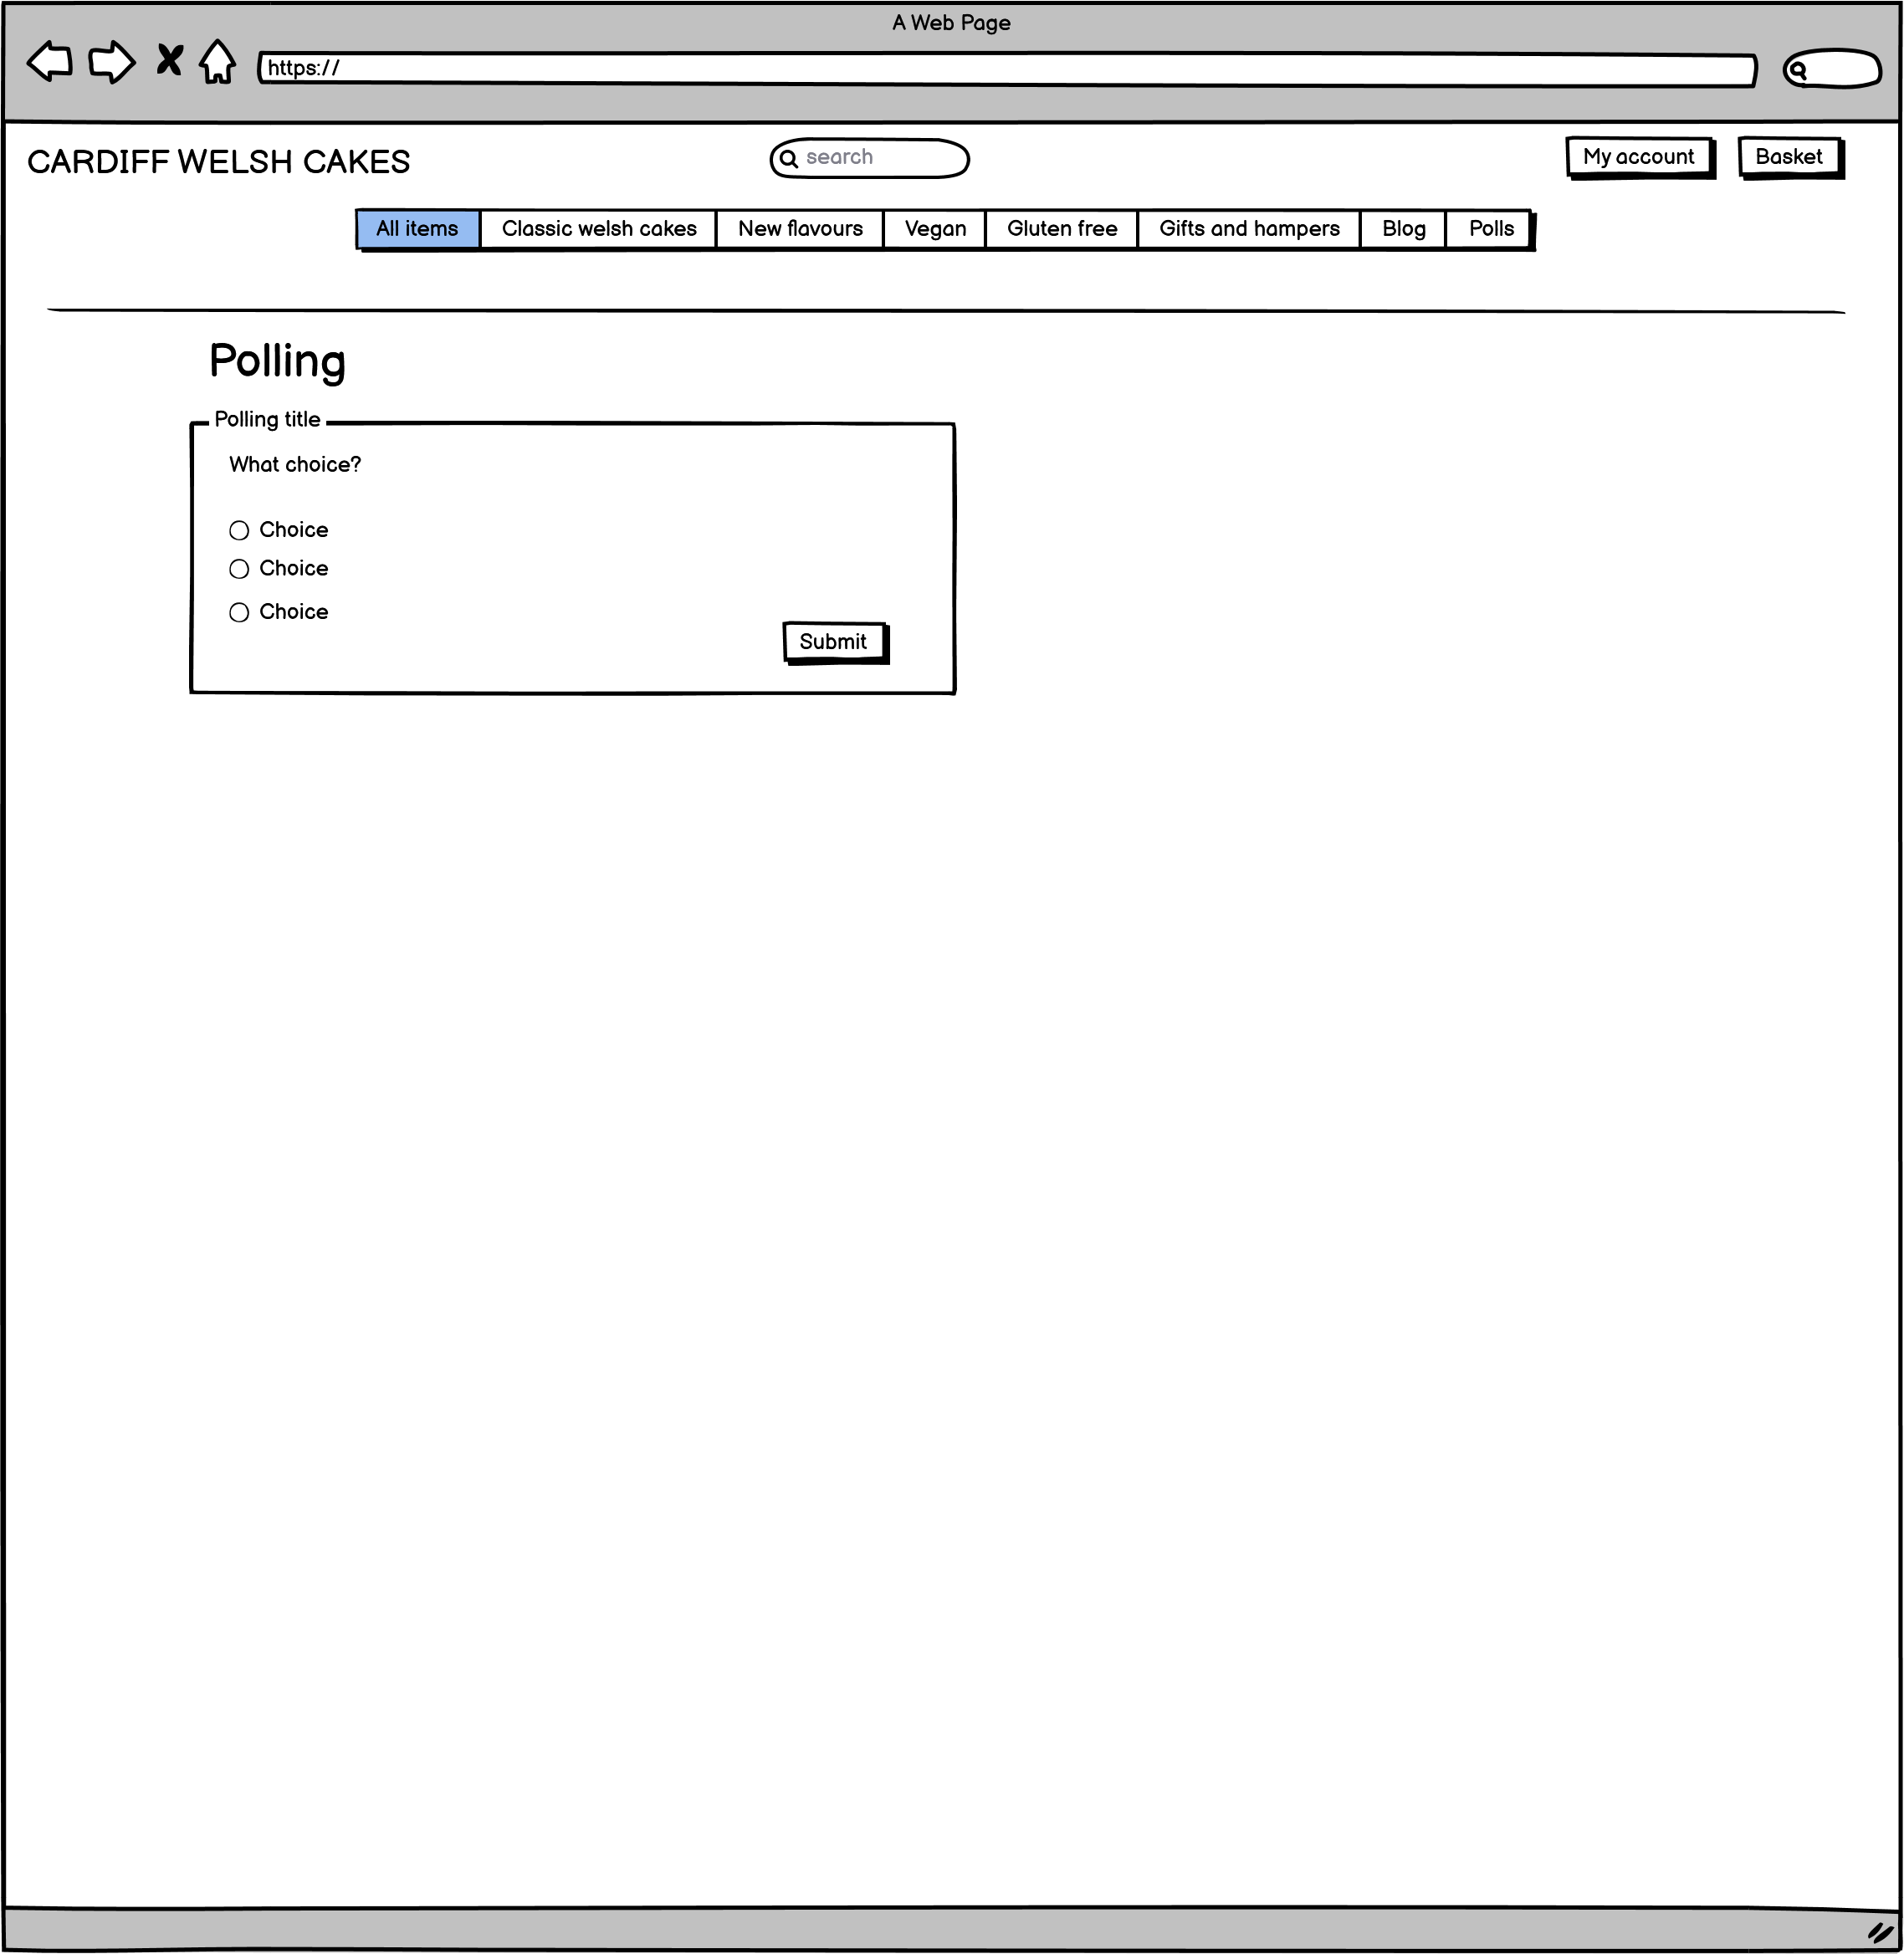 A Web Page
https://
CARDIFF WELSH CAKES
search
My account
Basket
All items
Classic welsh cakes
New flavours
Vegan
Gluten free
Gifts and hampers
Blog
Polls
Polling
Polling title
What choice?
Choice
Choice
Choice
Submit